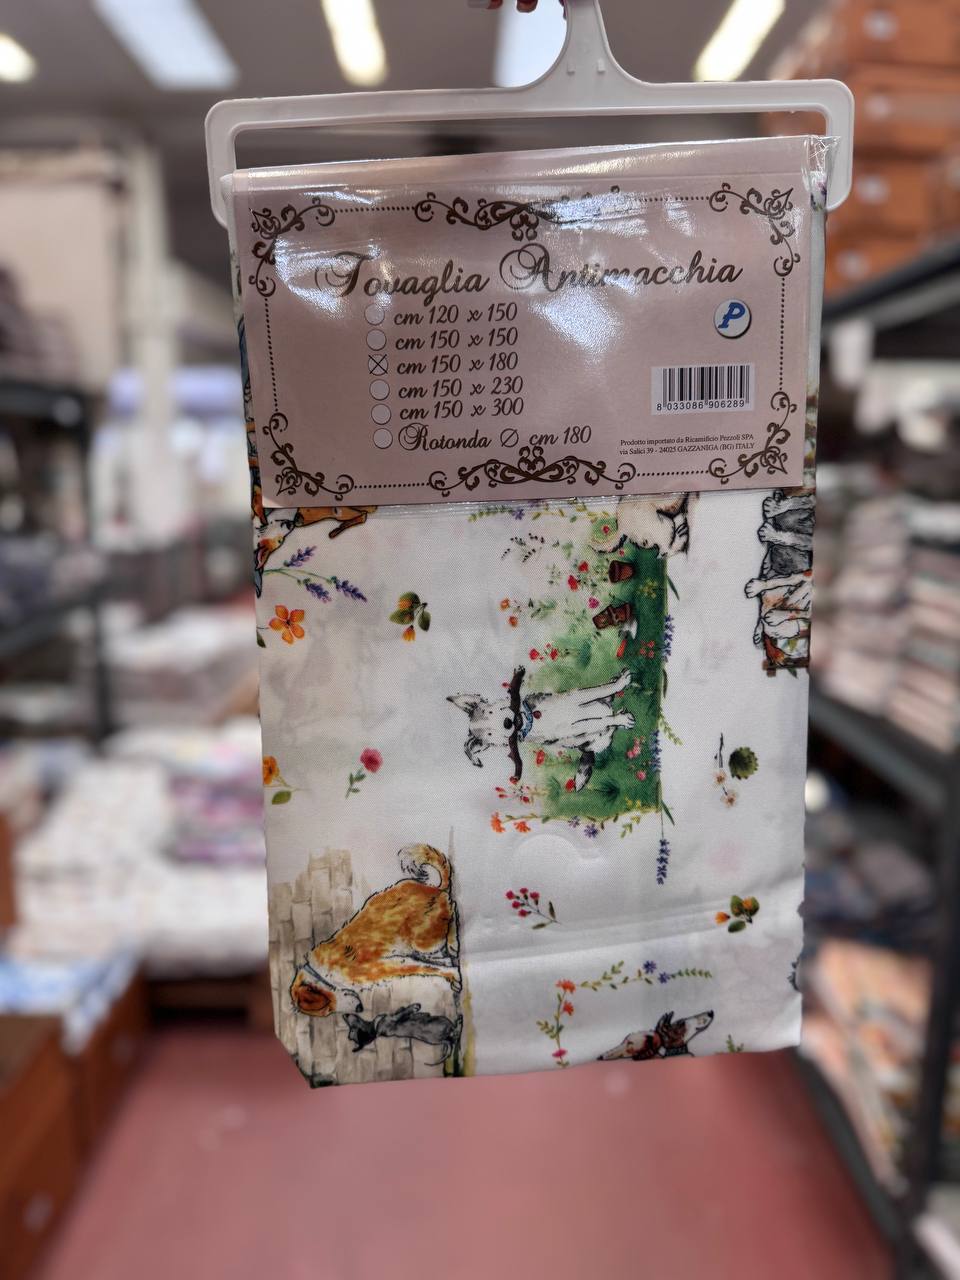 Tovaglia Antimacchia
cm 120 x 150
cm 150 x 150
cm 150 x 180
cm 150 x 230
cm 150 x 300
Rotonda Ø cm 180
P
8 033086 906289
Prodotto importato da Ricamificio Pezzoli SPA
via Salici 39 - 24025 GAZZANIGA (BG) ITALY